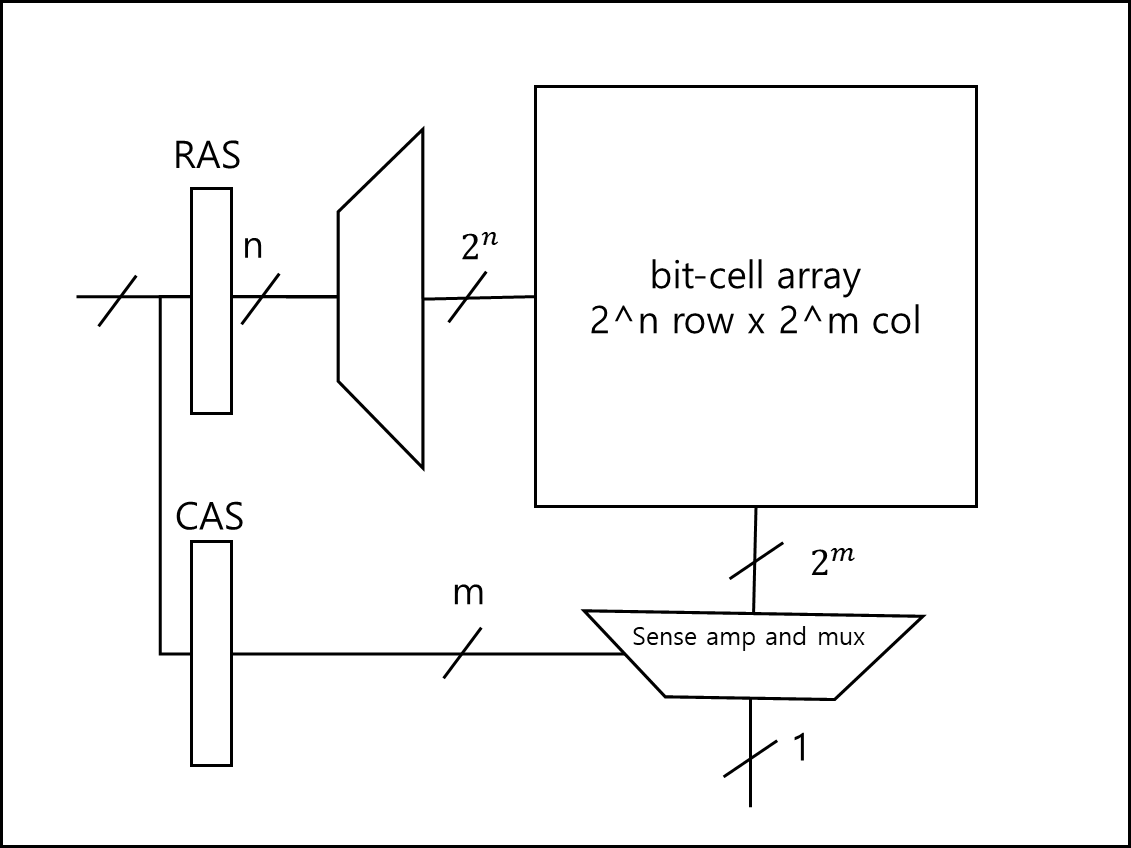 RAS
n
2^n
bit-cell array
2^n row x 2^m col
CAS
m
2^m
Sense amp and mux
1